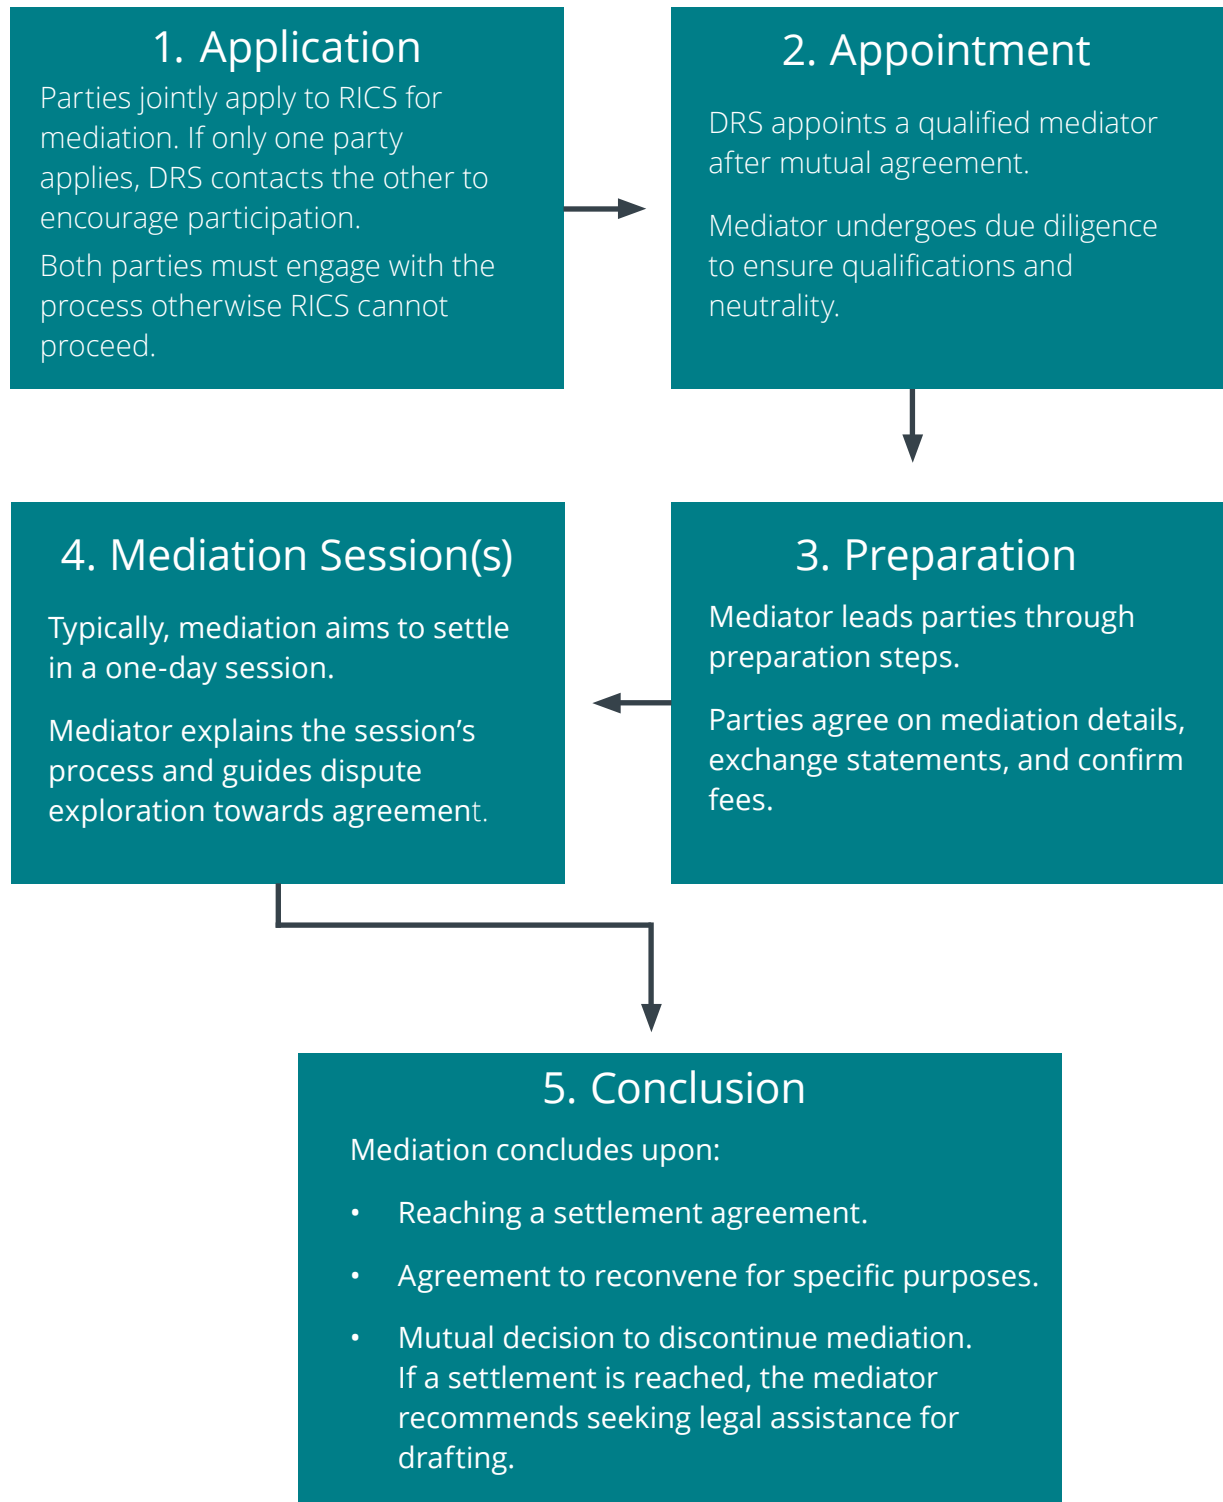 1. Application
Parties jointly apply to RICS for
mediation. If only one party
applies, DRS contacts the other to
encourage participation.
Both parties must engage with the
process otherwise RICS cannot
proceed.
2. Appointment
DRS appoints a qualified mediator
after mutual agreement.
Mediator undergoes due diligence
to ensure qualifications and
neutrality.
3. Preparation
Mediator leads parties through
preparation steps.
Parties agree on mediation details,
exchange statements, and confirm
fees.
4. Mediation Session(s)
Typically, mediation aims to settle
in a one-day session.
Mediator explains the session’s
process and guides dispute
exploration towards agreement.
5. Conclusion
Mediation concludes upon:
• Reaching a settlement agreement.
• Agreement to reconvene for specific purposes.
• Mutual decision to discontinue mediation.
If a settlement is reached, the mediator
recommends seeking legal assistance for
drafting.